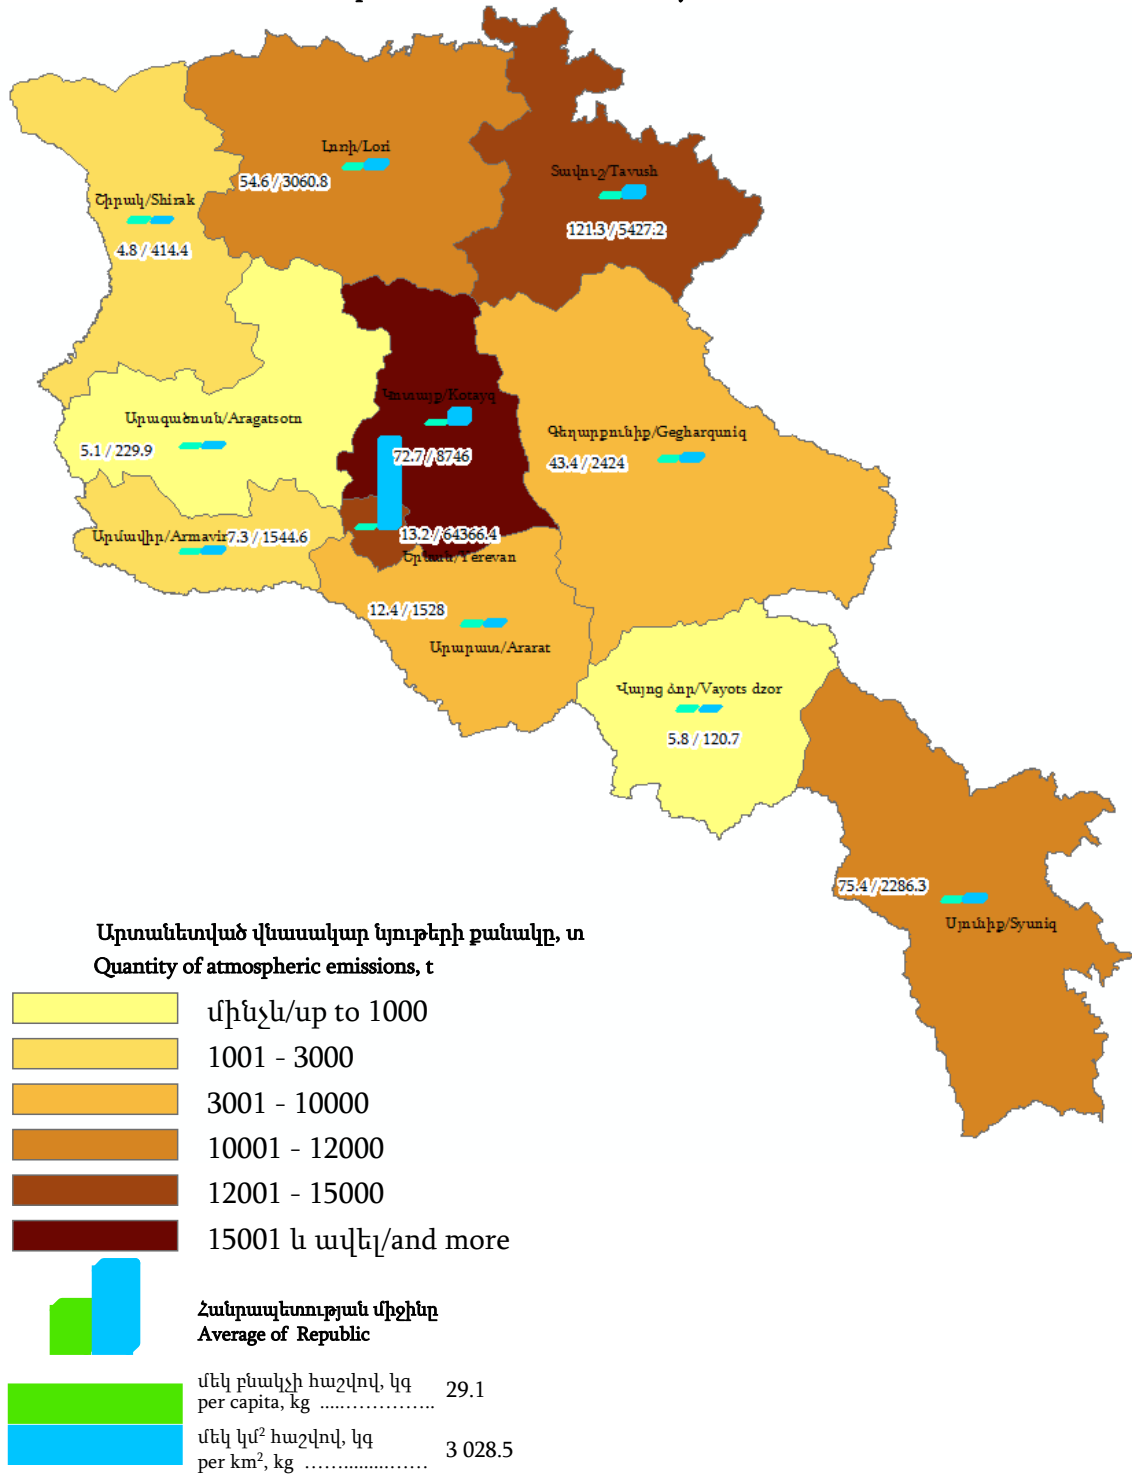 Լոռի/Lori
54.6 / 3060.8
Տավուշ/Tavush
121.3 / 5427.2
Շիրակ/Shirak
4.8 / 414.4
Կոտայք/Kotayq
72.7 / 8746
Արագածոտն/Aragatsotn
5.1 / 229.9
Գեղարքունիք/Gegharquniq
43.4 / 2424
Արմավիր/Armavir
7.3 / 1544.6
13.2 / 64366.4
Երևան/Yerevan
12.4 / 1528
Արարատ/Ararat
Վայոց ձոր/Vayots dzor
5.8 / 120.7
75.4 / 2286.3
Սյունիք/Syuniq
Արտանետված վնասակար նյութերի քանակը, տ
Quantity of atmospheric emissions, t
մինչև/up to 1000
1001 - 3000
3001 - 10000
10001 - 12000
12001 - 15000
15001 և ավել/and more
Հանրապետության միջինը
Average of Republic
մեկ բնակչի հաշվով, կգ
per capita, kg .................. 29.1
մեկ կմ² հաշվով, կգ
per km², kg .................. 3 028.5